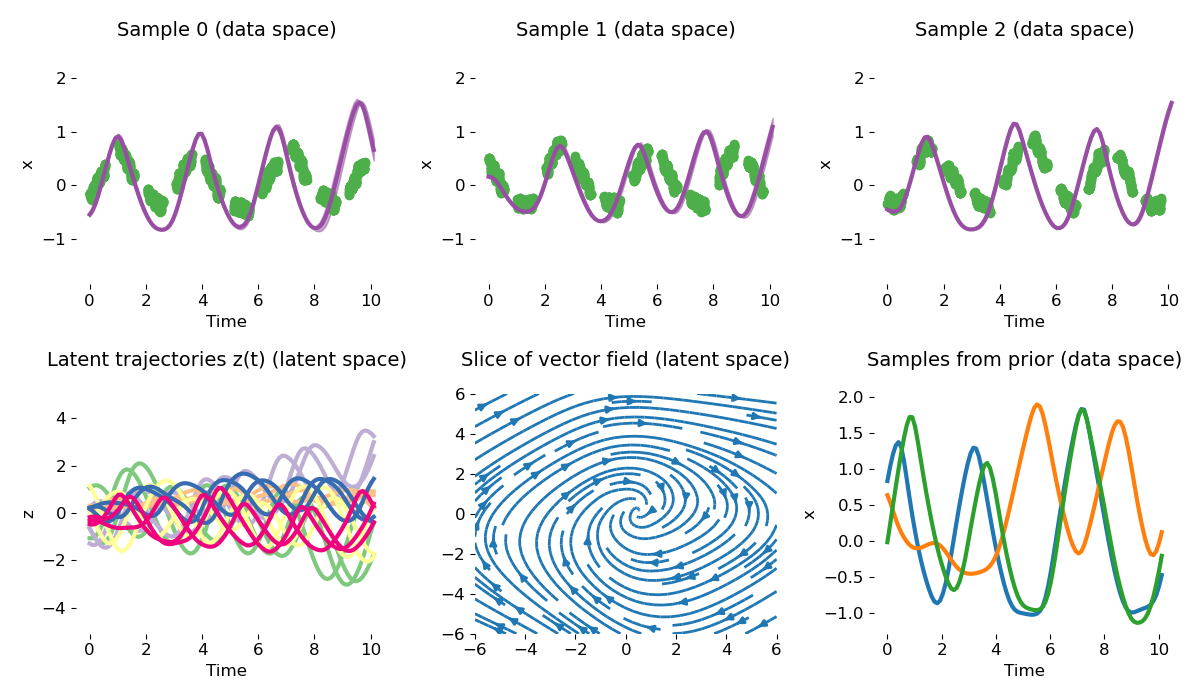 Sample 0 (data space)
Sample 1 (data space)
Sample 2 (data space)
2
1
0
−1
x
0 2 4 6 8 10
Time
2
1
0
−1
x
0 2 4 6 8 10
Time
2
1
0
−1
x
0 2 4 6 8 10
Time
Latent trajectories z(t) (latent space)
Slice of vector field (latent space)
Samples from prior (data space)
4
2
0
−2
−4
z
0 2 4 6 8 10
Time
6
4
2
0
−2
−4
−6
−6 −4 −2 0 2 4 6
2.0
1.5
1.0
0.5
0.0
−0.5
−1.0
x
0 2 4 6 8 10
Time